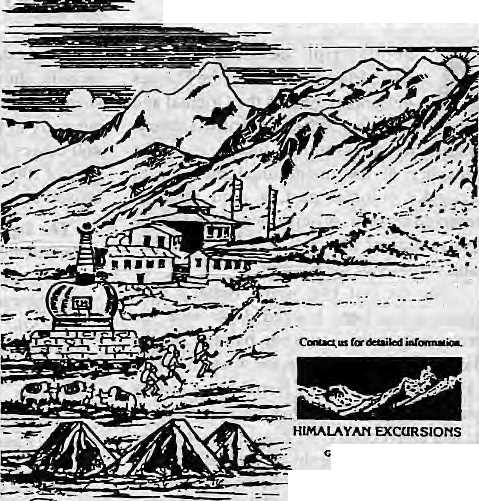 Contact us for detailed information.
HIMALAYAN EXCURSIONS
G